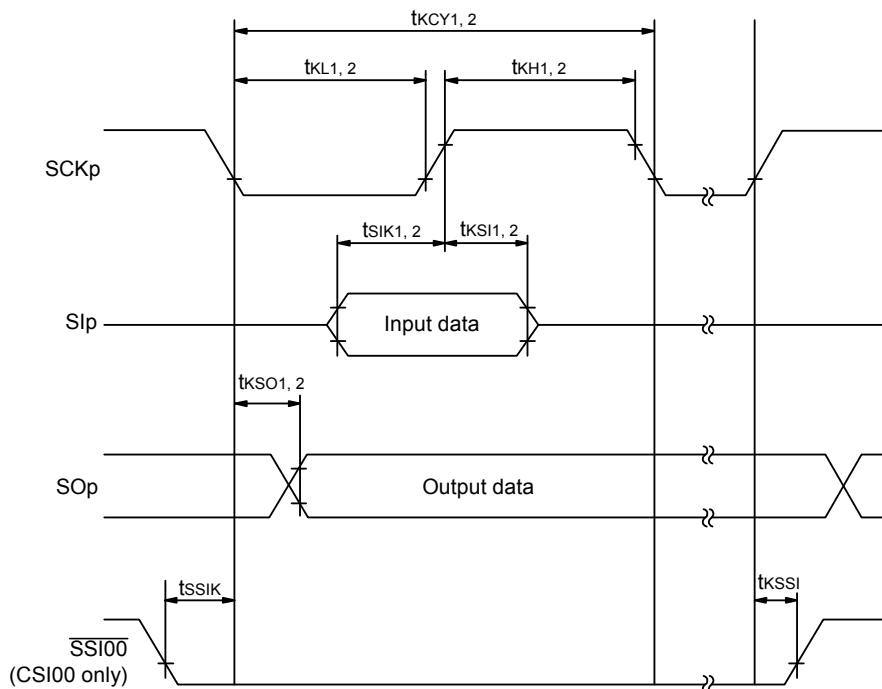 tKCY1, 2
tKL1, 2
tKH1, 2
SCKp
tSIK1, 2
tKSI1, 2
SIp
Input data
tKSO1, 2
SOp
Output data
tSSIK
tKSSI
SSI00
(CSI00 only)